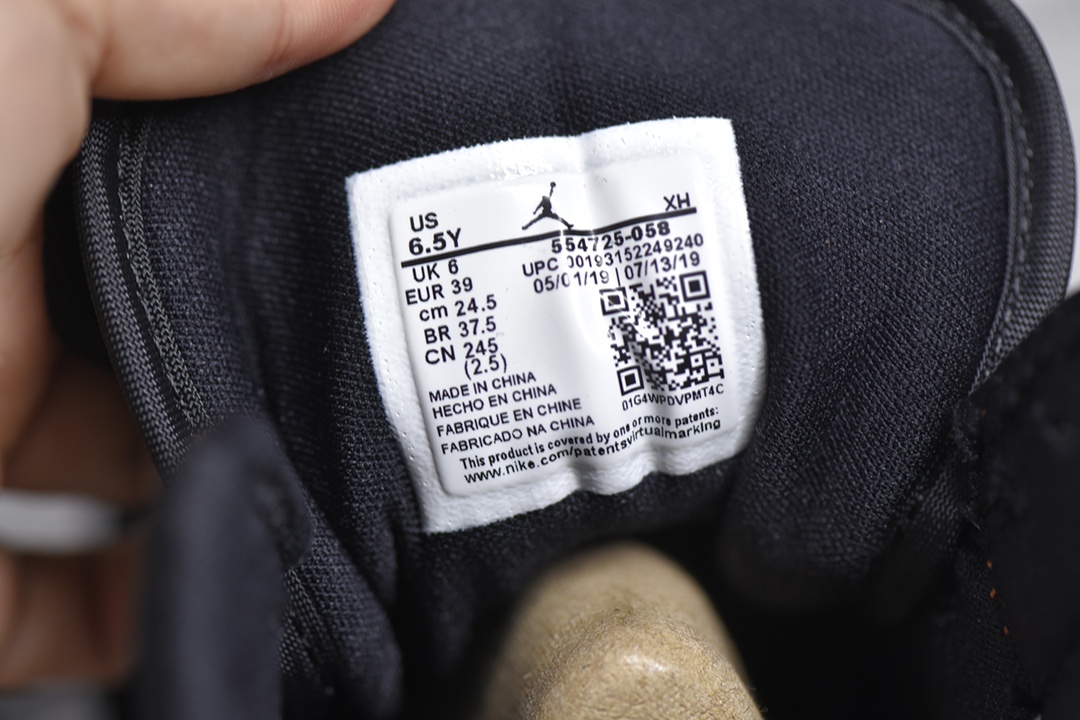 US
6.5Y
XH
554725-058
UPC 00193152249240
05/01/19 | 07/13/19
UK 6
EUR 39
cm 24.5
BR 37.5
CN 245
(2.5)
01G4WPDVPMT4C
MADE IN CHINA
HECHO EN CHINA
FABRIQUE EN CHINE
FABRICADO NA CHINA
This product is covered by one or more patents:
www.nike.com/patentsvirtualmarking